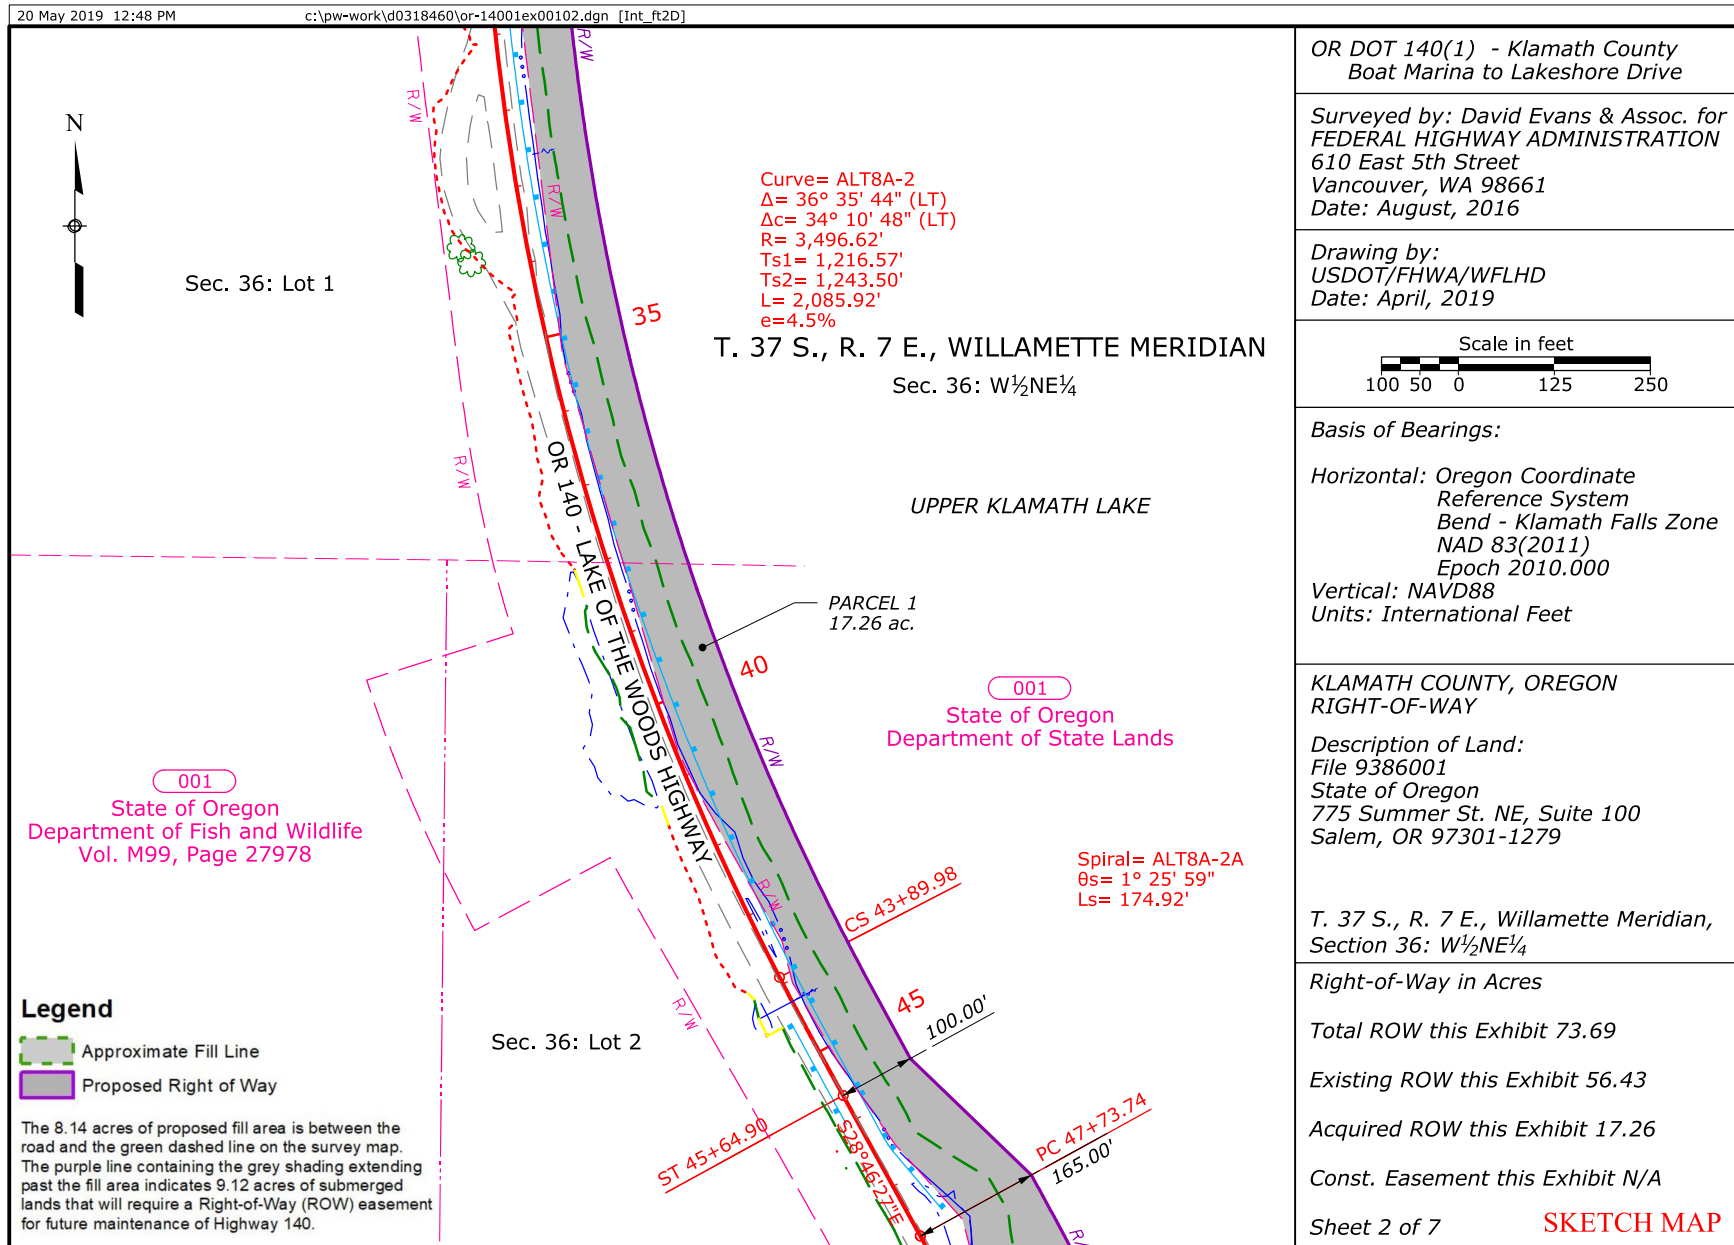 20 May 2019 12:48 PM
c:\pw-work\d0318460\or-14001ex00102.dgn [Int_ft2D]
N
R/W
R/W
R/W
R/W
Sec. 36: Lot 1
Curve= ALT8A-2
Δ= 36° 35' 44" (LT)
Δc= 34° 10' 48" (LT)
R= 3,496.62'
Ts1= 1,216.57'
Ts2= 1,243.50'
L= 2,085.92'
e=4.5%
35
T. 37 S., R. 7 E., WILLAMETTE MERIDIAN
Sec. 36: W½NE¼
OR 140 - LAKE OF THE WOODS HIGHWAY
UPPER KLAMATH LAKE
PARCEL 1
17.26 ac.
40
001
State of Oregon
Department of State Lands
R/W
001
State of Oregon
Department of Fish and Wildlife
Vol. M99, Page 27978
Spiral= ALT8A-2A
θs= 1° 25' 59"
Ls= 174.92'
R/W
CS 43+89.98
R/W
45
100.00'
Sec. 36: Lot 2
ST 45+64.90
S28°46'27"E
PC 47+73.74
165.00'
R/W
Legend
Approximate Fill Line
Proposed Right of Way
The 8.14 acres of proposed fill area is between the
road and the green dashed line on the survey map.
The purple line containing the grey shading extending
past the fill area indicates 9.12 acres of submerged
lands that will require a Right-of-Way (ROW) easement
for future maintenance of Highway 140.
OR DOT 140(1) - Klamath County
Boat Marina to Lakeshore Drive
Surveyed by: David Evans & Assoc. for
FEDERAL HIGHWAY ADMINISTRATION
610 East 5th Street
Vancouver, WA 98661
Date: August, 2016
Drawing by:
USDOT/FHWA/WFLHD
Date: April, 2019
Scale in feet
100 50 0 125 250
Basis of Bearings:
Horizontal: Oregon Coordinate
Reference System
Bend - Klamath Falls Zone
NAD 83(2011)
Epoch 2010.000
Vertical: NAVD88
Units: International Feet
KLAMATH COUNTY, OREGON
RIGHT-OF-WAY
Description of Land:
File 9386001
State of Oregon
775 Summer St. NE, Suite 100
Salem, OR 97301-1279
T. 37 S., R. 7 E., Willamette Meridian,
Section 36: W½NE¼
Right-of-Way in Acres
Total ROW this Exhibit 73.69
Existing ROW this Exhibit 56.43
Acquired ROW this Exhibit 17.26
Const. Easement this Exhibit N/A
Sheet 2 of 7
SKETCH MAP